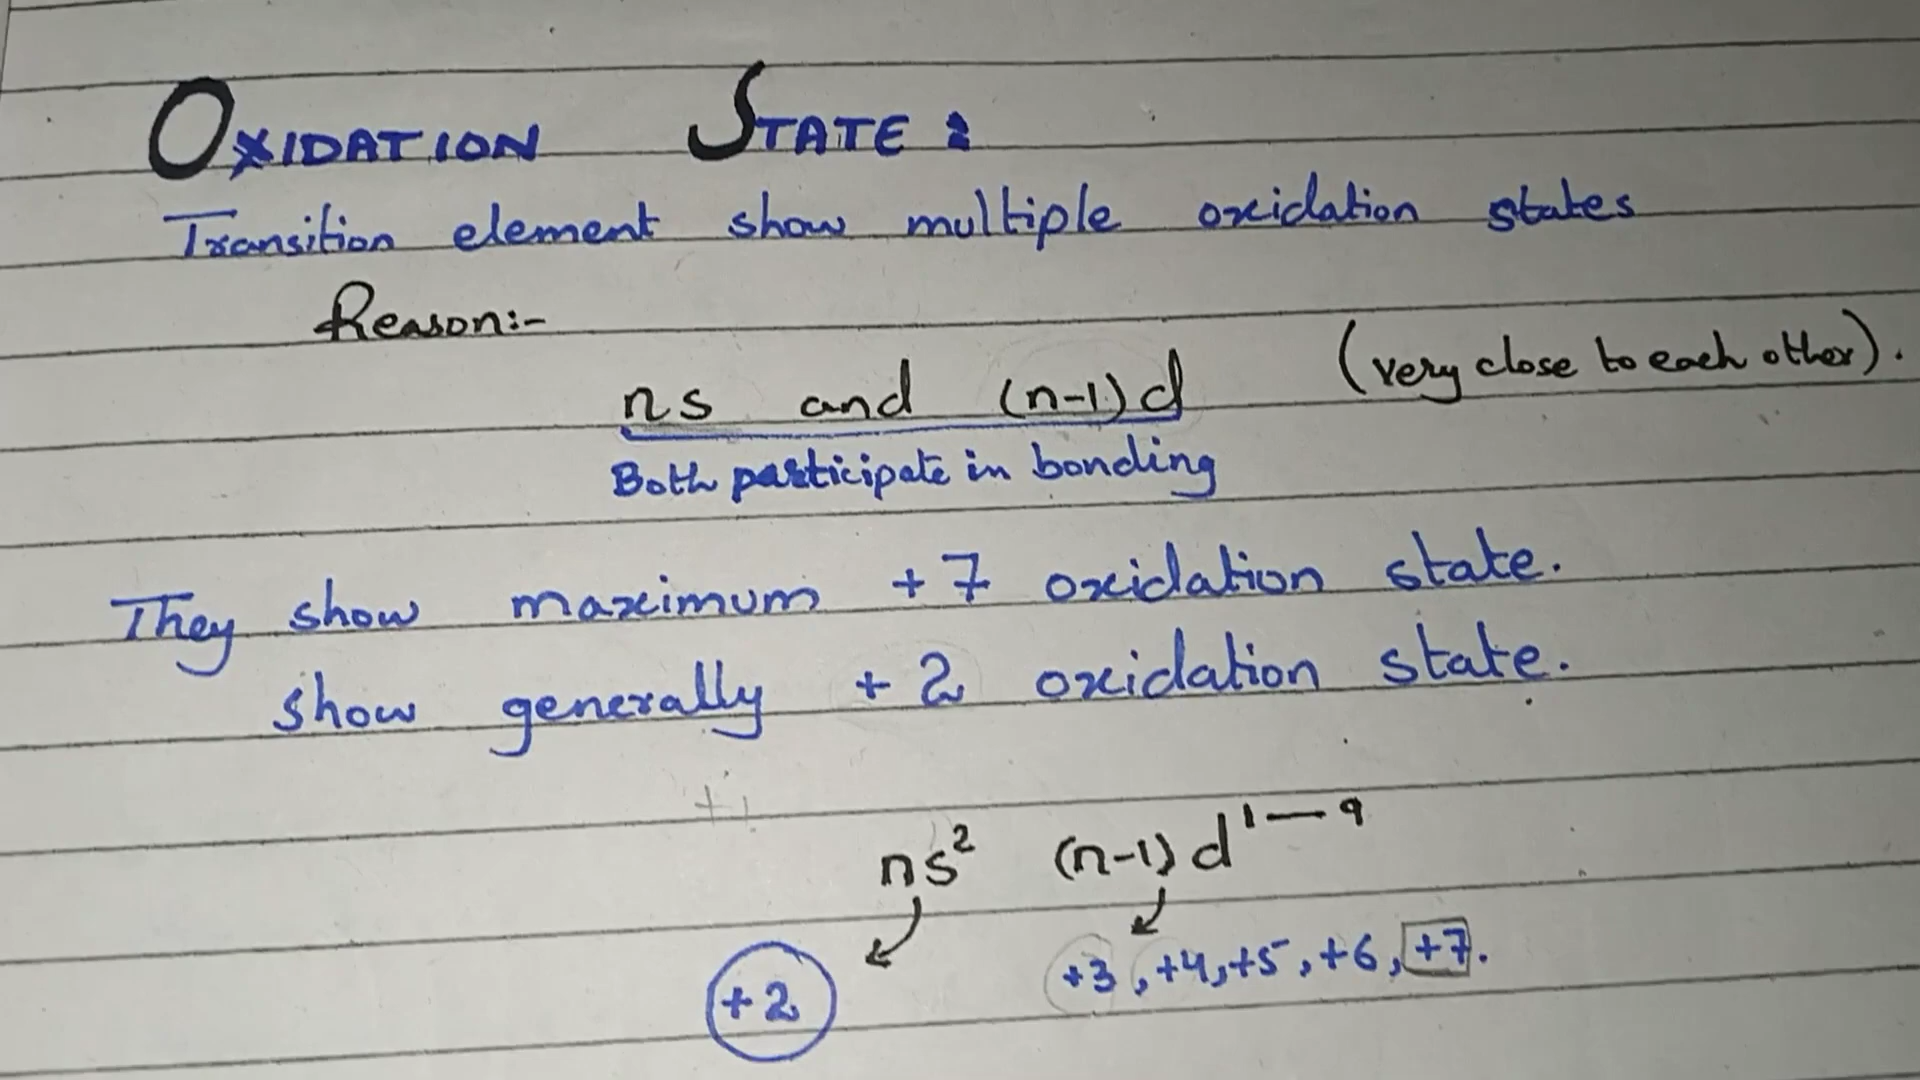 OXIDATION STATE :
Transition element show multiple oxidation states
Reason:-
ns and (n-1)d (very close to each other).
Both participate in bonding
They show maximum +7 oxidation state.
show generally +2 oxidation state.
ns² (n-1)d¹⁻⁹
+2 +3, +4, +5, +6, +7.